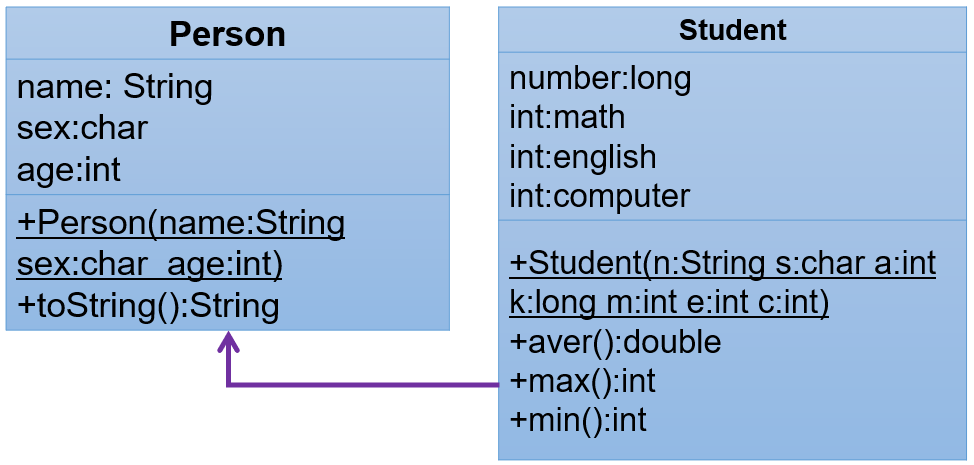 Person
name: String
sex:char
age:int
+Person(name:String
sex:char age:int)
+toString():String
Student
number:long
int:math
int:english
int:computer
+Student(n:String s:char a:int
k:long m:int e:int c:int)
+aver():double
+max():int
+min():int